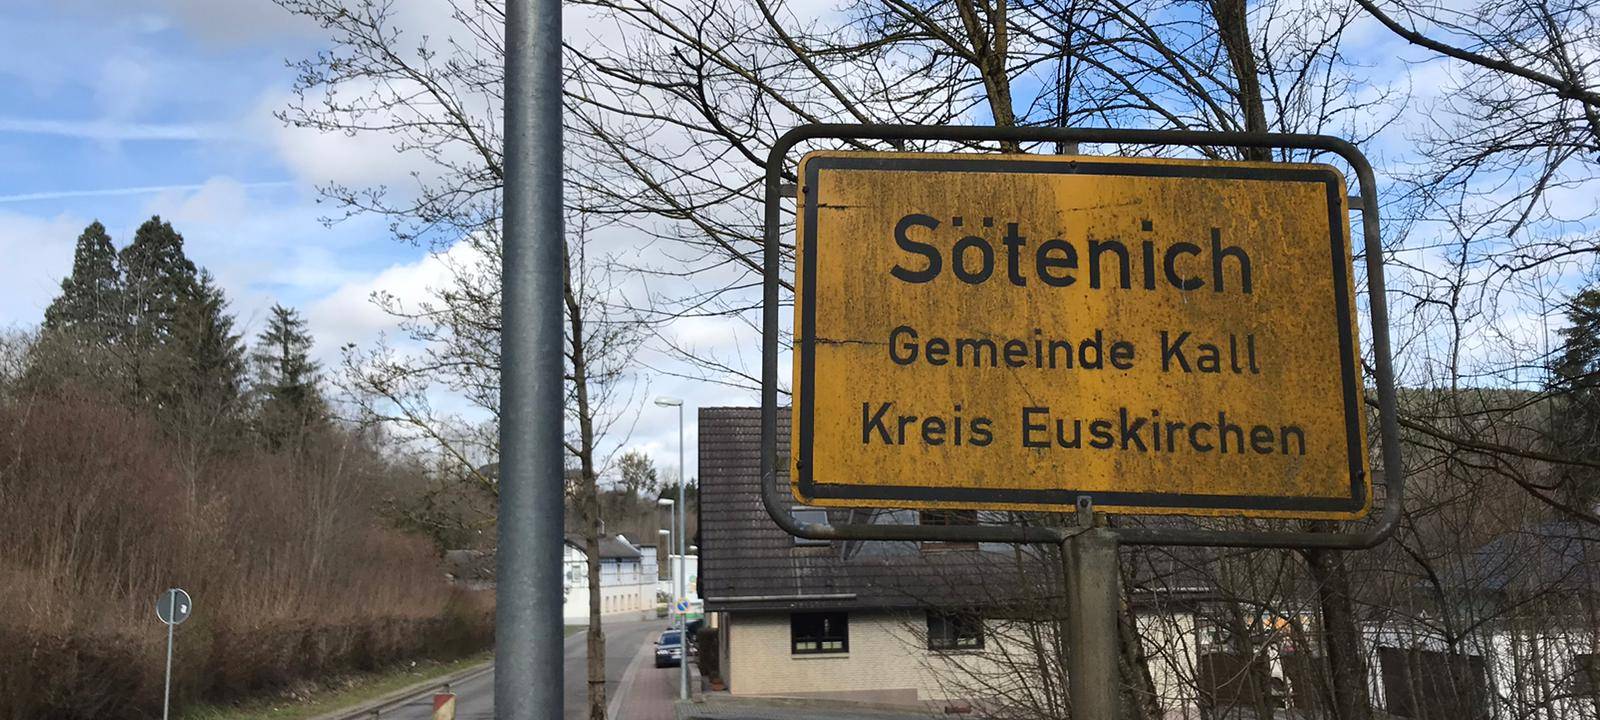 Sötenich
Gemeinde Kall
Kreis Euskirchen